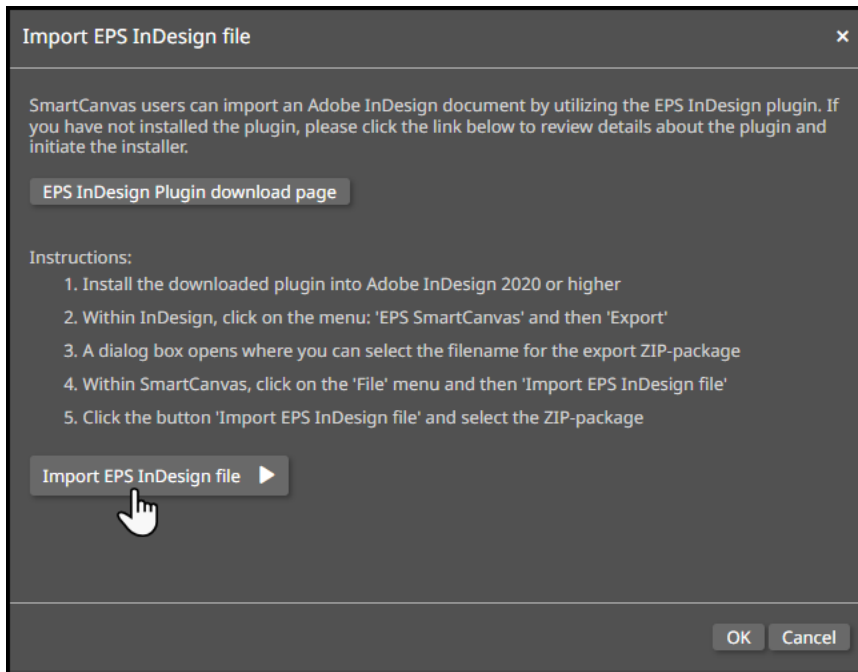 Import EPS InDesign file ×
SmartCanvas users can import an Adobe InDesign document by utilizing the EPS InDesign plugin. If
you have not installed the plugin, please click the link below to review details about the plugin and
initiate the installer.
EPS InDesign Plugin download page
Instructions:
1. Install the downloaded plugin into Adobe InDesign 2020 or higher
2. Within InDesign, click on the menu: 'EPS SmartCanvas' and then 'Export'
3. A dialog box opens where you can select the filename for the export ZIP-package
4. Within SmartCanvas, click on the 'File' menu and then 'Import EPS InDesign file'
5. Click the button 'Import EPS InDesign file' and select the ZIP-package
Import EPS InDesign file
OK Cancel